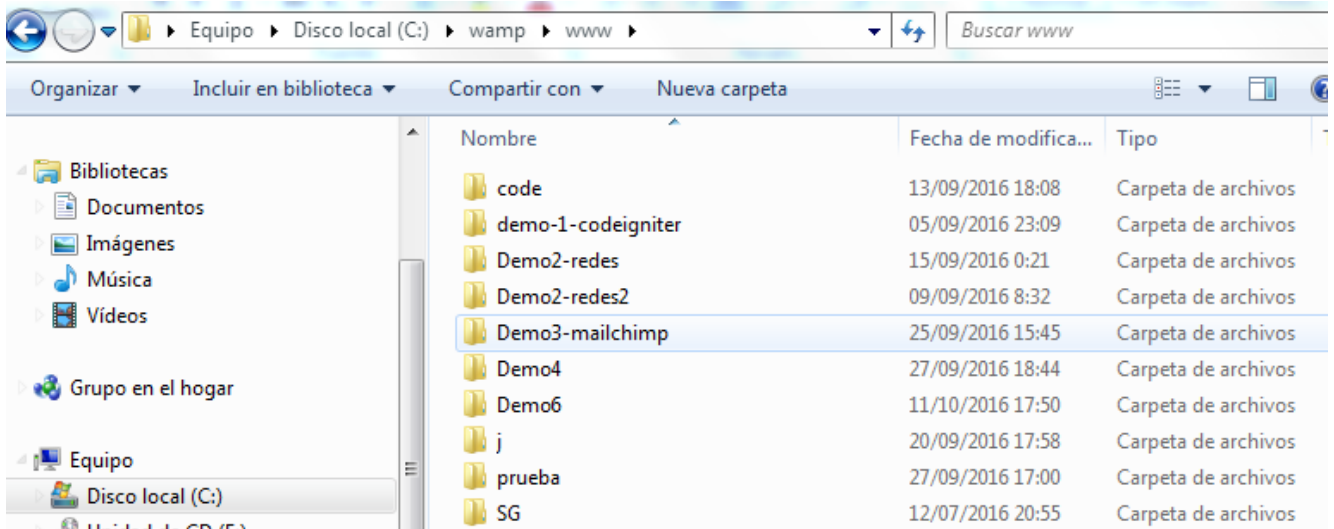 Equipo Disco local (C:) wamp www Buscar www
Organizar Incluir en biblioteca Compartir con Nueva carpeta
Bibliotecas
Documentos
Imágenes
Música
Vídeos
Grupo en el hogar
Equipo
Disco local (C:)
Nombre Fecha de modifica... Tipo
code 13/09/2016 18:08 Carpeta de archivos
demo-1-codeigniter 05/09/2016 23:09 Carpeta de archivos
Demo2-redes 15/09/2016 0:21 Carpeta de archivos
Demo2-redes2 09/09/2016 8:32 Carpeta de archivos
Demo3-mailchimp 25/09/2016 15:45 Carpeta de archivos
Demo4 27/09/2016 18:44 Carpeta de archivos
Demo6 11/10/2016 17:50 Carpeta de archivos
j 20/09/2016 17:58 Carpeta de archivos
prueba 27/09/2016 17:00 Carpeta de archivos
SG 12/07/2016 20:55 Carpeta de archivos